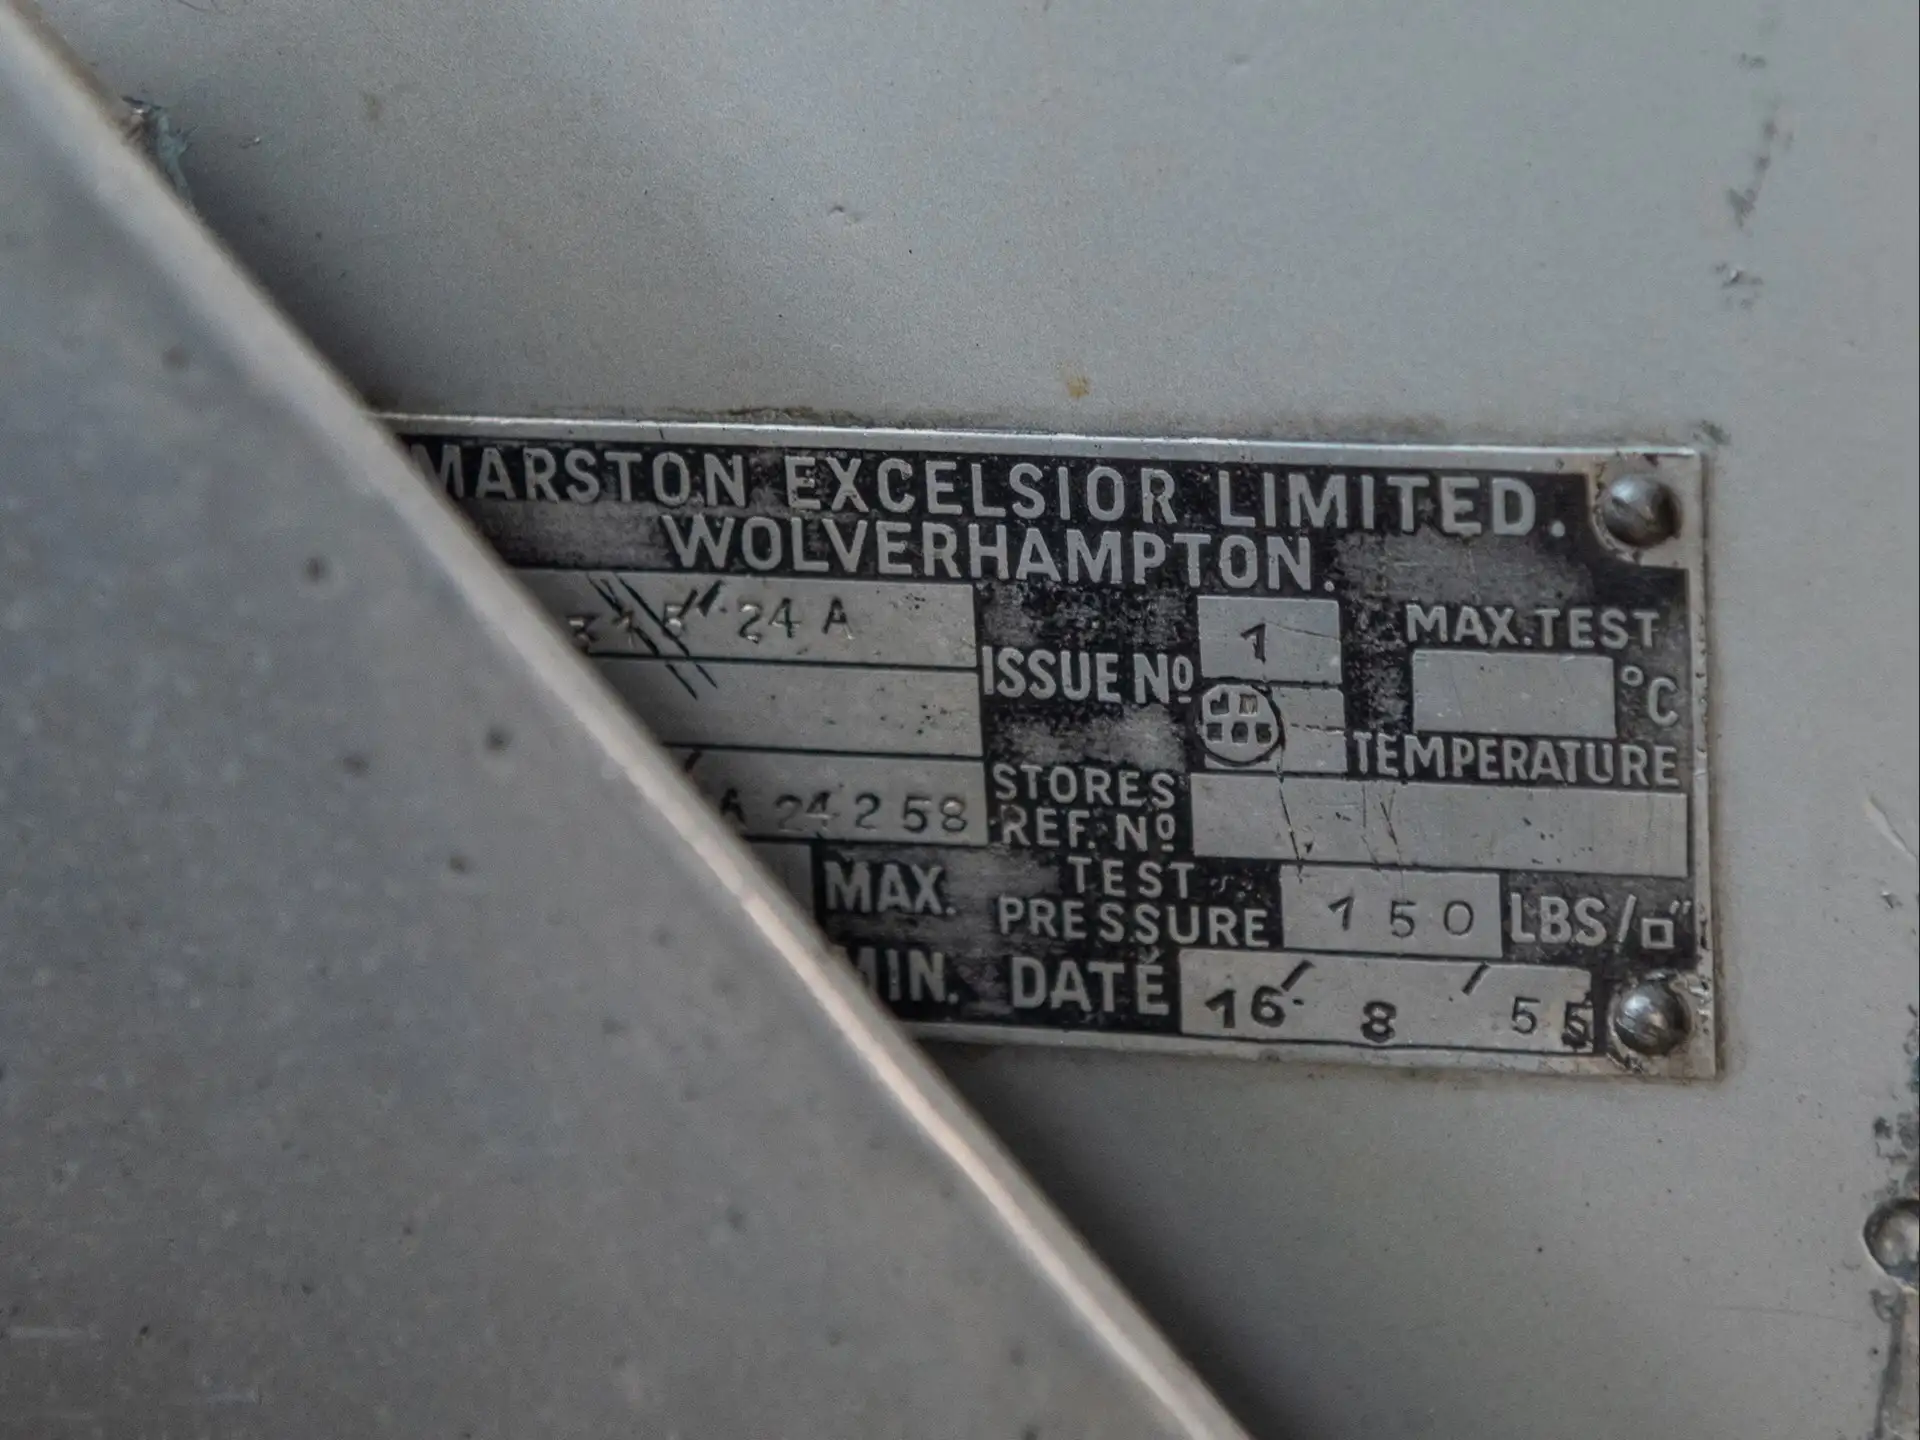 MARSTON EXCELSIOR LIMITED.
WOLVERHAMPTON.
24 A
ISSUE Nº 1
MAX. TEST
°C
TEMPERATURE
A 24258
STORES
REF. Nº
MAX.
TEST
PRESSURE 150 LBS/□"
MIN.
DATE 16/8/55